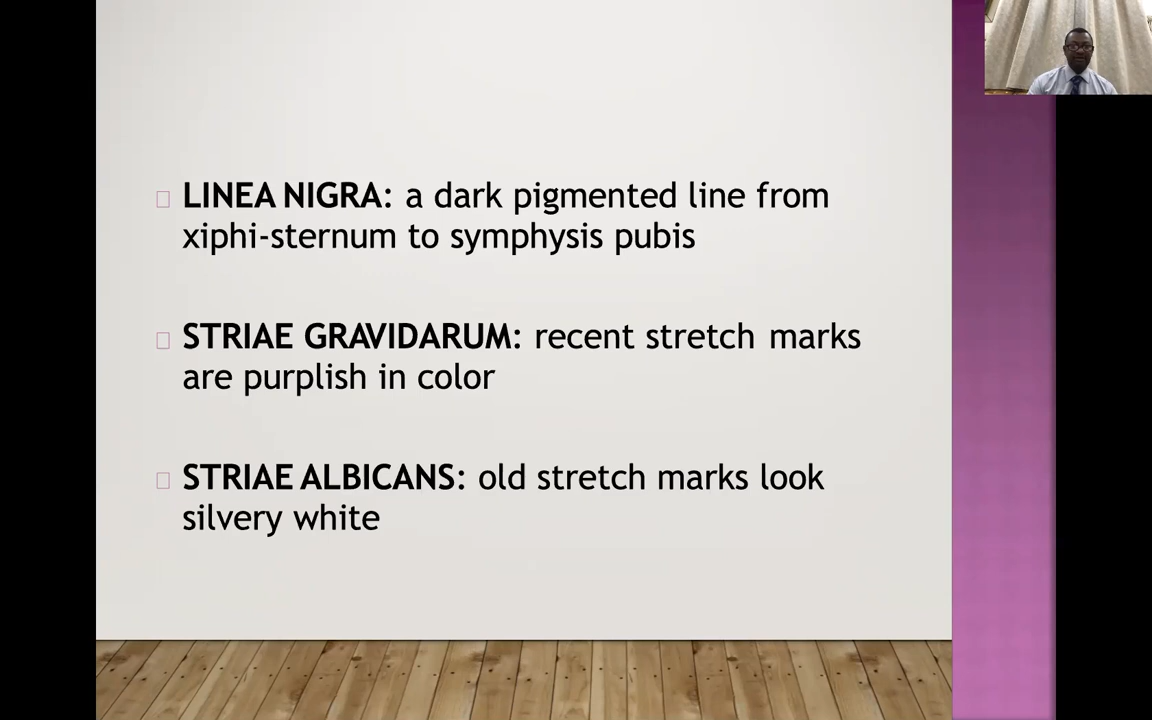 LINEA NIGRA: a dark pigmented line from
xiphi-sternum to symphysis pubis
STRIAE GRAVIDARUM: recent stretch marks
are purplish in color
STRIAE ALBICANS: old stretch marks look
silvery white